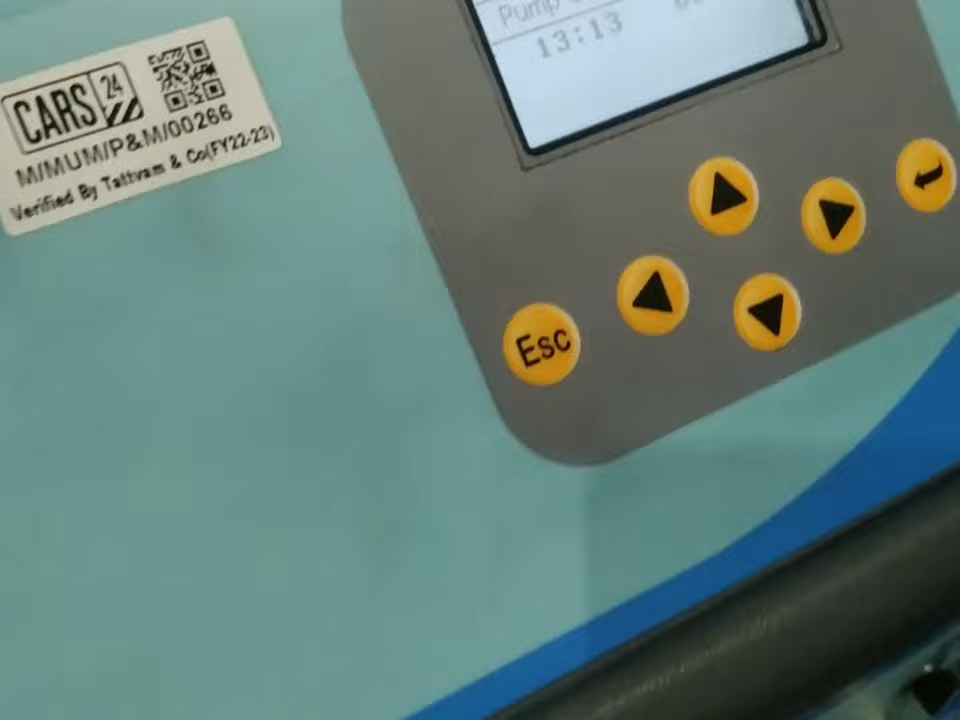 CARS 24
M/MUM/P&M/00266
Verified By Tattvam & Co(FY22-23)
Pump
13:13
Esc